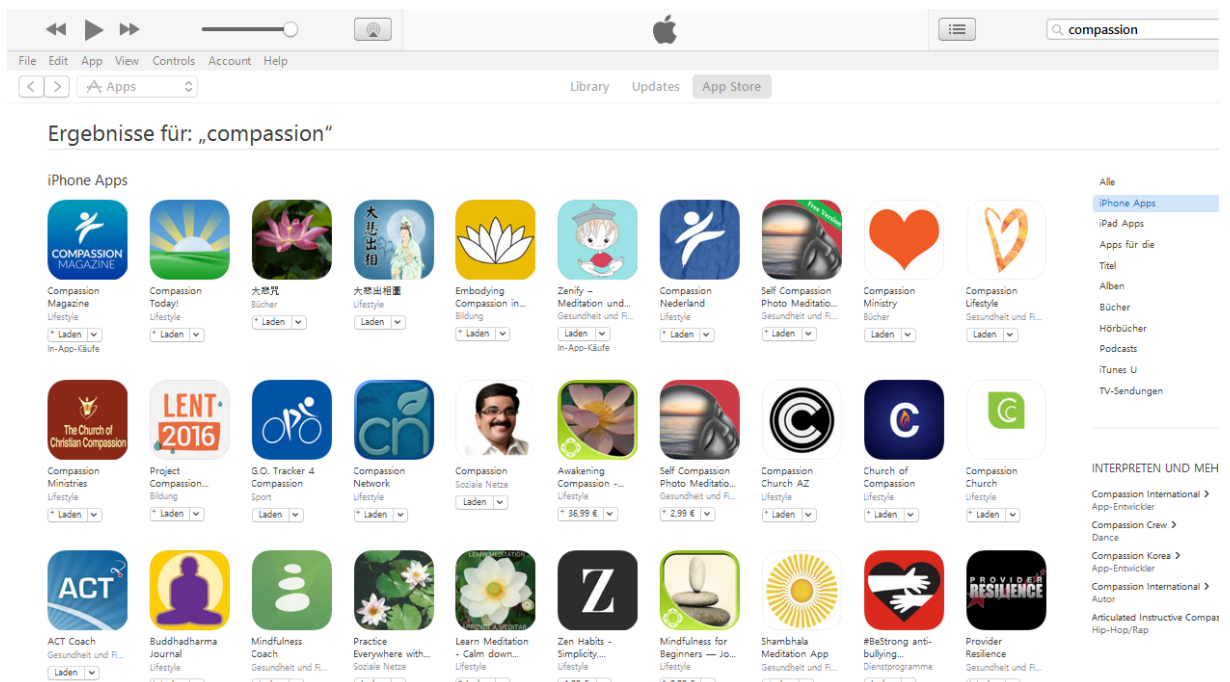 compassion
File Edit App View Controls Account Help
Apps
Library Updates App Store
Ergebnisse für: „compassion“
iPhone Apps
COMPASSION
MAGAZINE
Compassion
Magazine
Lifestyle
+ Laden
In-App-Käufe
Compassion
Today!
Lifestyle
+ Laden
大悲咒
Bücher
+ Laden
大悲出相
大悲出相圖
Lifestyle
Laden
Embodying
Compassion in...
Bildung
+ Laden
Zenify –
Meditation und...
Gesundheit und Fi...
Laden
In-App-Käufe
Compassion
Nederland
Lifestyle
+ Laden
Free Version
Self Compassion
Photo Meditatio...
Gesundheit und Fi...
+ Laden
Compassion
Ministry
Bücher
Laden
Compassion
Lifestyle
Gesundheit und Fi...
Laden
The Church of
Christian Compassion
Compassion
Ministries
Lifestyle
+ Laden
LENT
2016
Project
Compassion...
Bildung
+ Laden
G.O. Tracker 4
Compassion
Sport
Laden
cn
Compassion
Network
Lifestyle
+ Laden
Compassion
Soziale Netze
Laden
Awakening
Compassion -...
Lifestyle
+ 36,99 €
Self Compassion
Photo Meditatio...
Gesundheit und Fi...
+ 2,99 €
Compassion
Church AZ
Lifestyle
+ Laden
C
Church of
Compassion
Lifestyle
+ Laden
Compassion
Church
Lifestyle
+ Laden
ACT
ACT Coach
Gesundheit und Fi...
Laden
Buddhadharma
Journal
Lifestyle
Mindfulness
Coach
Gesundheit und Fi...
Practice
Everywhere with...
Soziale Netze
LEARN MEDITATION
APRENDE A MEDITAR
Learn Meditation
- Calm down...
Lifestyle
Z
Zen Habits -
Simplicity,...
Lifestyle
Mindfulness for
Beginners — Jo...
Lifestyle
Shambhala
Meditation App
Gesundheit und Fi...
#BeStrong anti-
bullying...
Dienstprogramme
PROVIDER
RESILIENCE
Provider
Resilience
Gesundheit und Fi...
Alle
iPhone Apps
iPad Apps
Apps für die
Titel
Alben
Bücher
Hörbücher
Podcasts
iTunes U
TV-Sendungen
INTERPRETEN UND MEH
Compassion International >
App-Entwickler
Compassion Crew >
Dance
Compassion Korea >
App-Entwickler
Compassion International >
Autor
Articulated Instructive Compas
Hip-Hop/Rap